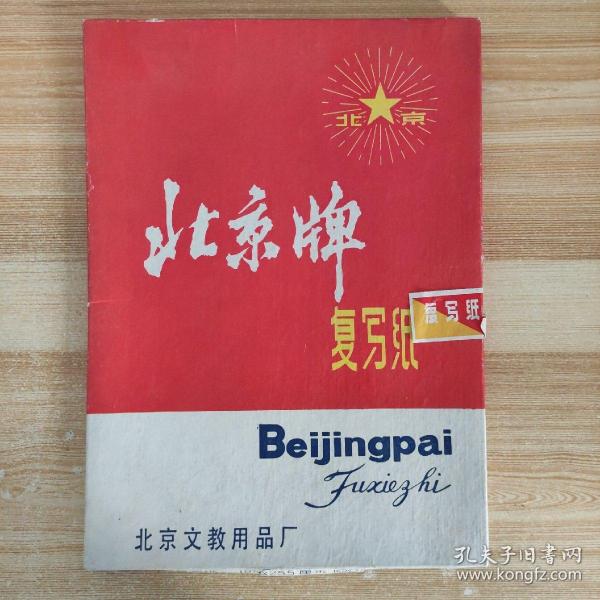 北京
北京牌
复写纸
复写纸
Beijingpai
Fuxiezhi
北京文教用品厂
孔夫子旧书网
www.kongfz.com